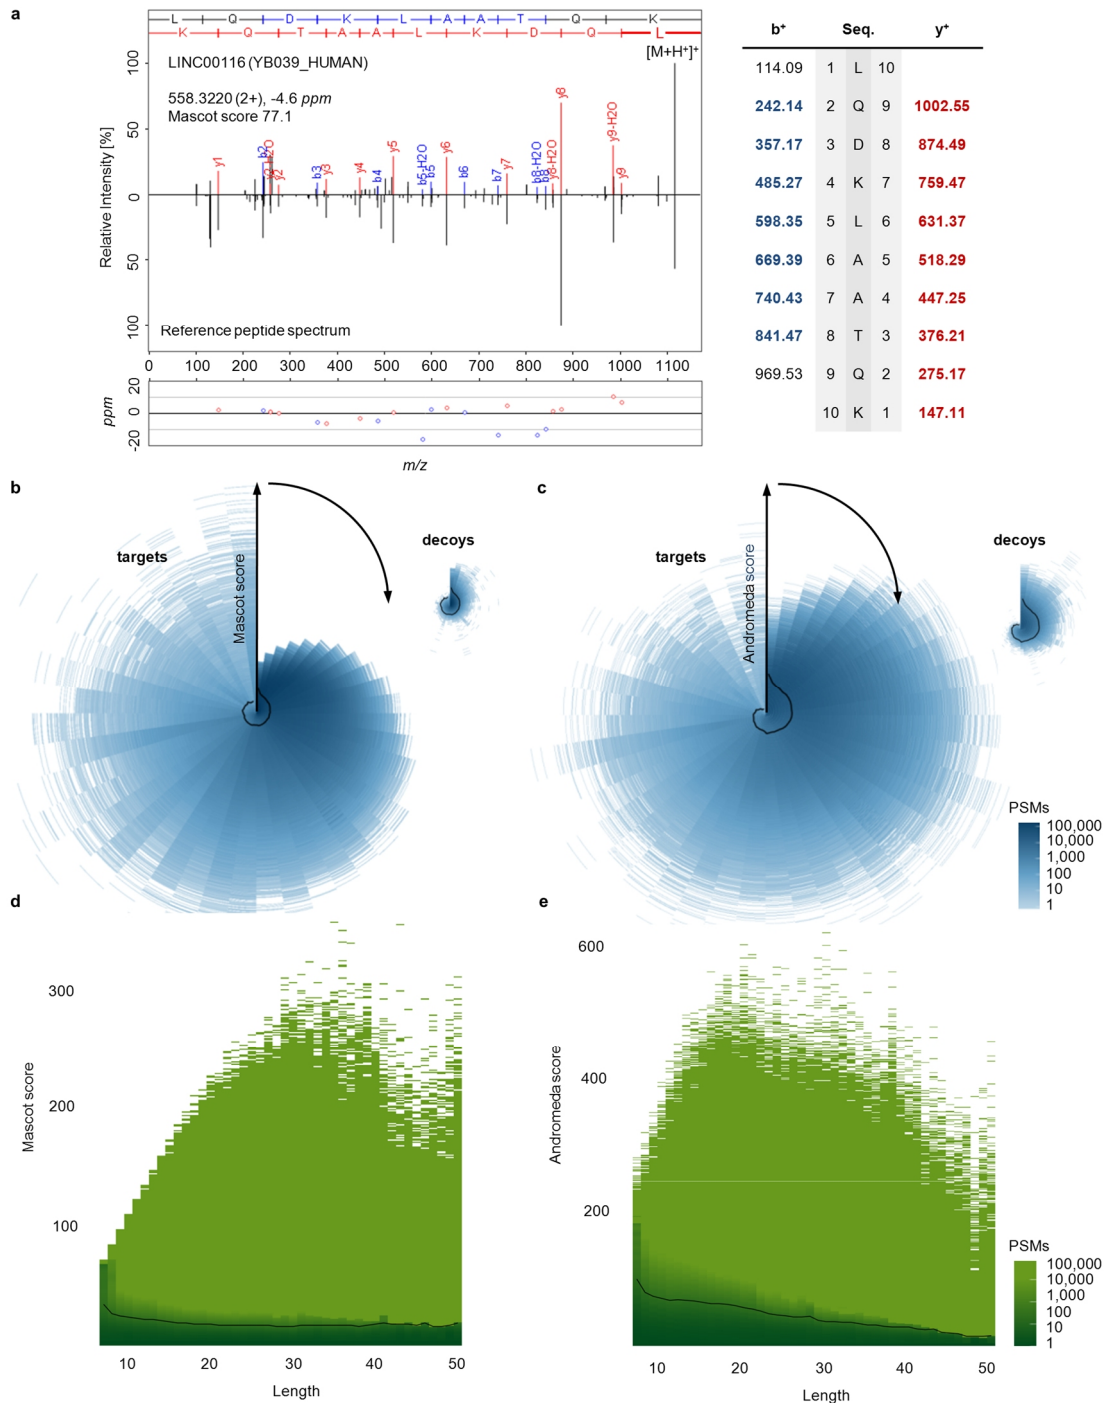 a
L Q D K L A A T Q K
K Q T A A L K D Q L
[M+H⁺]⁺
LINC00116 (YB039_HUMAN)
558.3220 (2+), -4.6 ppm
Mascot score 77.1
y1
b2
y2
b3
y3
y4
b4
y5
b5-H2O
b5
y6
b6
b7
y7
b8-H2O
b8
y8-H2O
y8
y9-H2O
y9
Relative Intensity [%]
100
50
0
50
100
Reference peptide spectrum
0 100 200 300 400 500 600 700 800 900 1000 1100
ppm
20
0
-20
m/z
b⁺ Seq. y⁺
114.09 1 L 10
242.14 2 Q 9 1002.55
357.17 3 D 8 874.49
485.27 4 K 7 759.47
598.35 5 L 6 631.37
669.39 6 A 5 518.29
740.43 7 A 4 447.25
841.47 8 T 3 376.21
969.53 9 Q 2 275.17
10 K 1 147.11
b
targets
Mascot score
decoys
c
targets
Andromeda score
decoys
PSMs
100,000
10,000
1,000
100
10
1
d
Mascot score
300
200
100
10 20 30 40 50
Length
e
Andromeda score
600
400
200
10 20 30 40 50
Length
PSMs
100,000
10,000
1,000
100
10
1